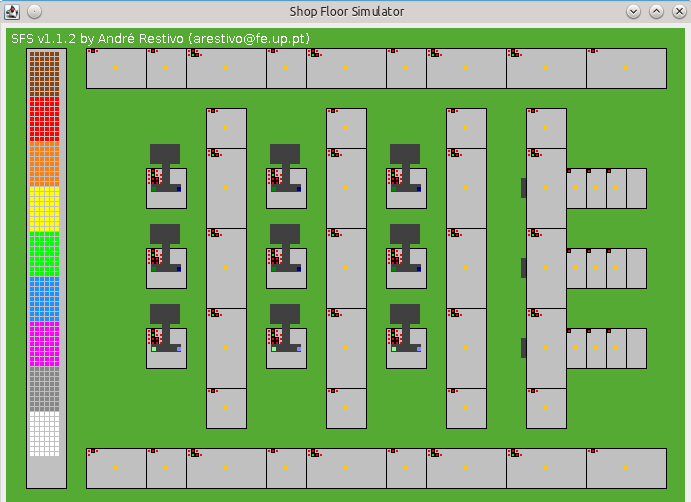 Shop Floor Simulator
SFS v1.1.2 by André Restivo (arestivo@fe.up.pt)